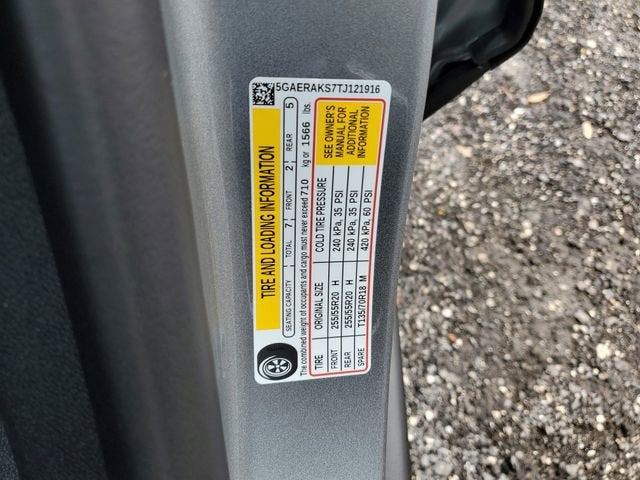 5GAERAKS7TJ121916
TIRE AND LOADING INFORMATION
SEATING CAPACITY TOTAL 7 FRONT 2 REAR 5
The combined weight of occupants and cargo must never exceed 710 kg or 1566 lbs.
TIRE ORIGINAL SIZE COLD TIRE PRESSURE
FRONT 255/55R20 H 240 kPa, 35 PSI
REAR 255/55R20 H 240 kPa, 35 PSI
SPARE T135/70R18 M 420 kPa, 60 PSI
SEE OWNER'S
MANUAL FOR
ADDITIONAL
INFORMATION